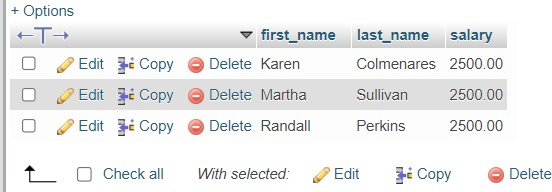 + Options
first_name last_name salary
Edit Copy Delete Karen Colmenares 2500.00
Edit Copy Delete Martha Sullivan 2500.00
Edit Copy Delete Randall Perkins 2500.00
Check all With selected: Edit Copy Delete